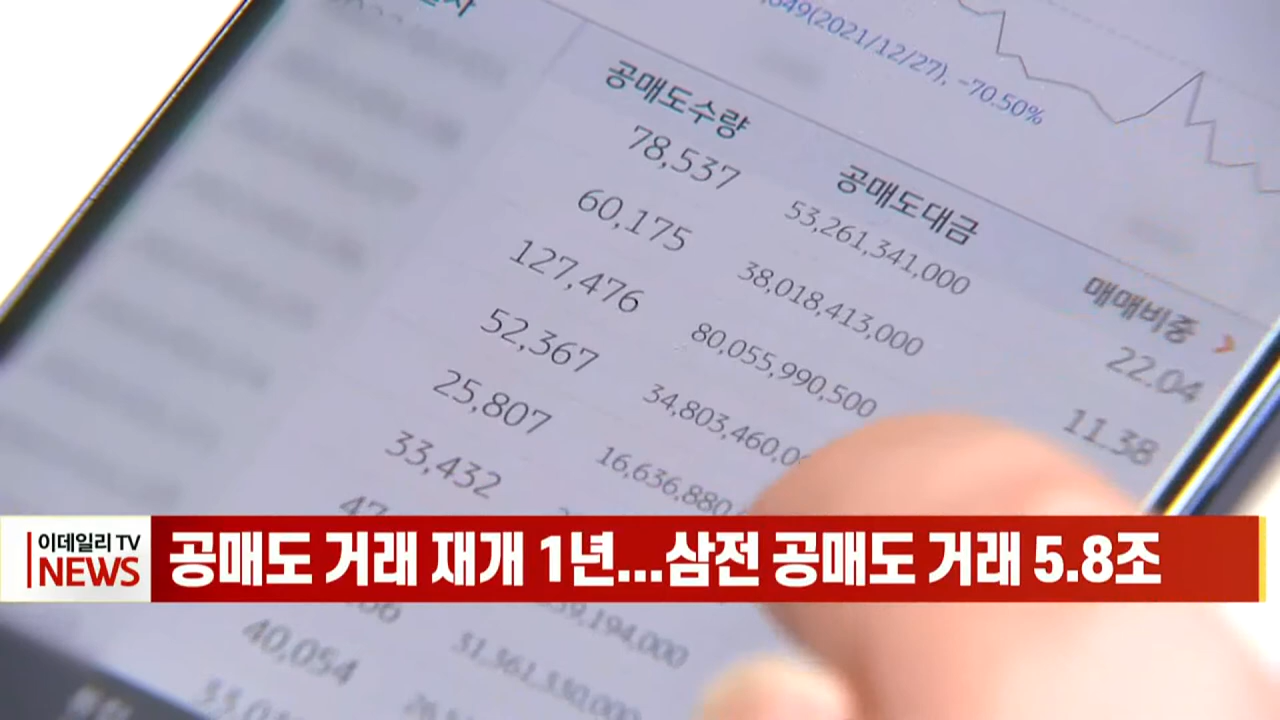 849(2021/12/27), -70.50%
공매도수량 공매도대금 매매비중
78,537 53,261,341,000 22.04
60,175 38,018,413,000 11.38
127,476 80,055,990,500
52,367 34,803,460,0
25,807 16,636,880
33,432
47
이데일리 TV
NEWS
공매도 거래 재개 1년...삼전 공매도 거래 5.8조
39,194,000
40,054 31,361,330,000